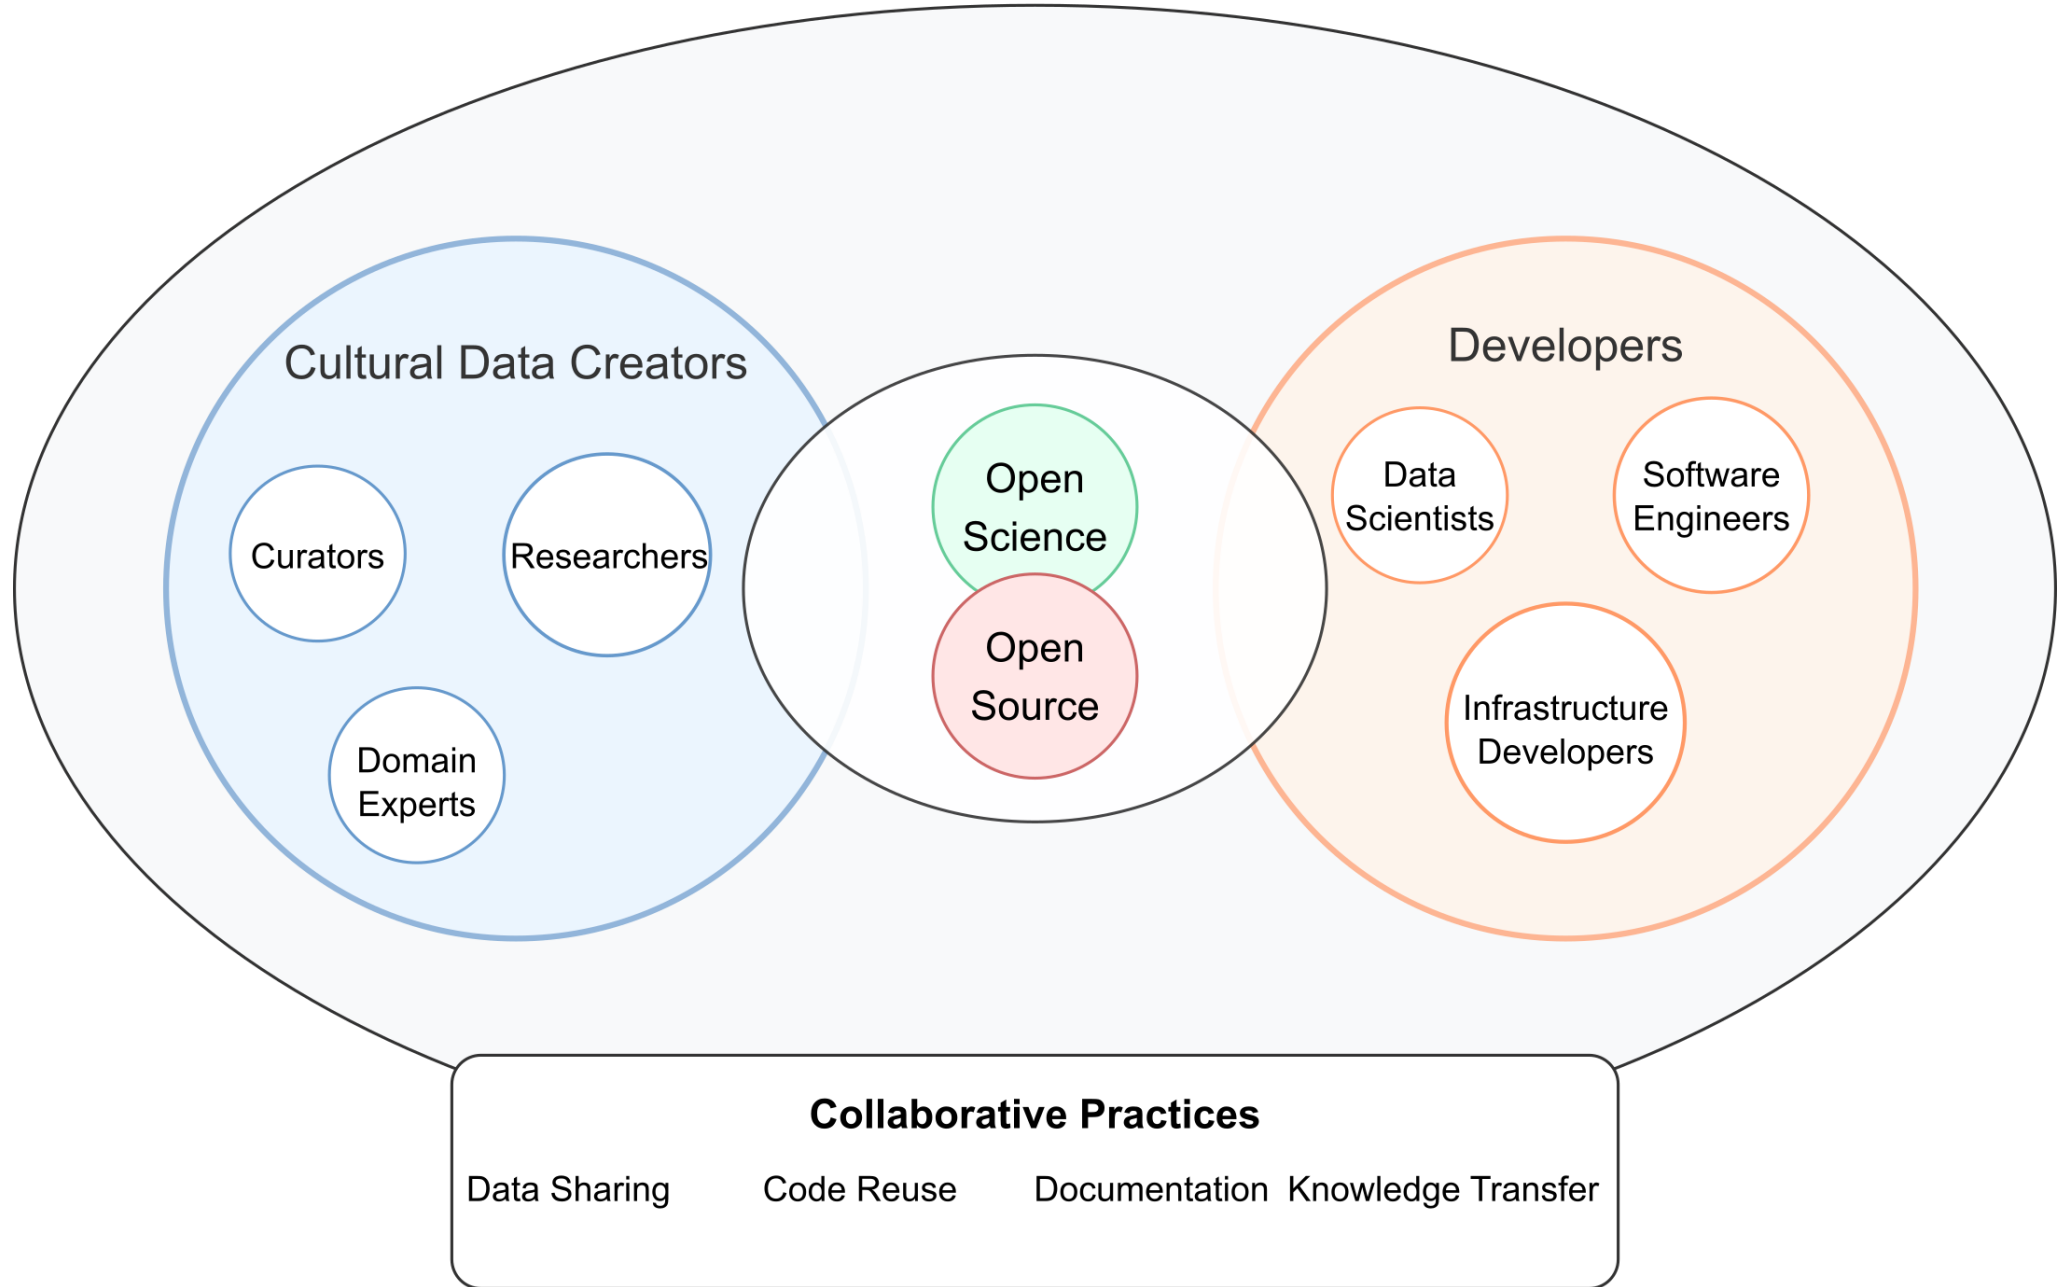 Cultural Data Creators
Curators
Researchers
Domain
Experts
Open
Science
Open
Source
Developers
Data
Scientists
Software
Engineers
Infrastructure
Developers
Collaborative Practices
Data Sharing
Code Reuse
Documentation
Knowledge Transfer